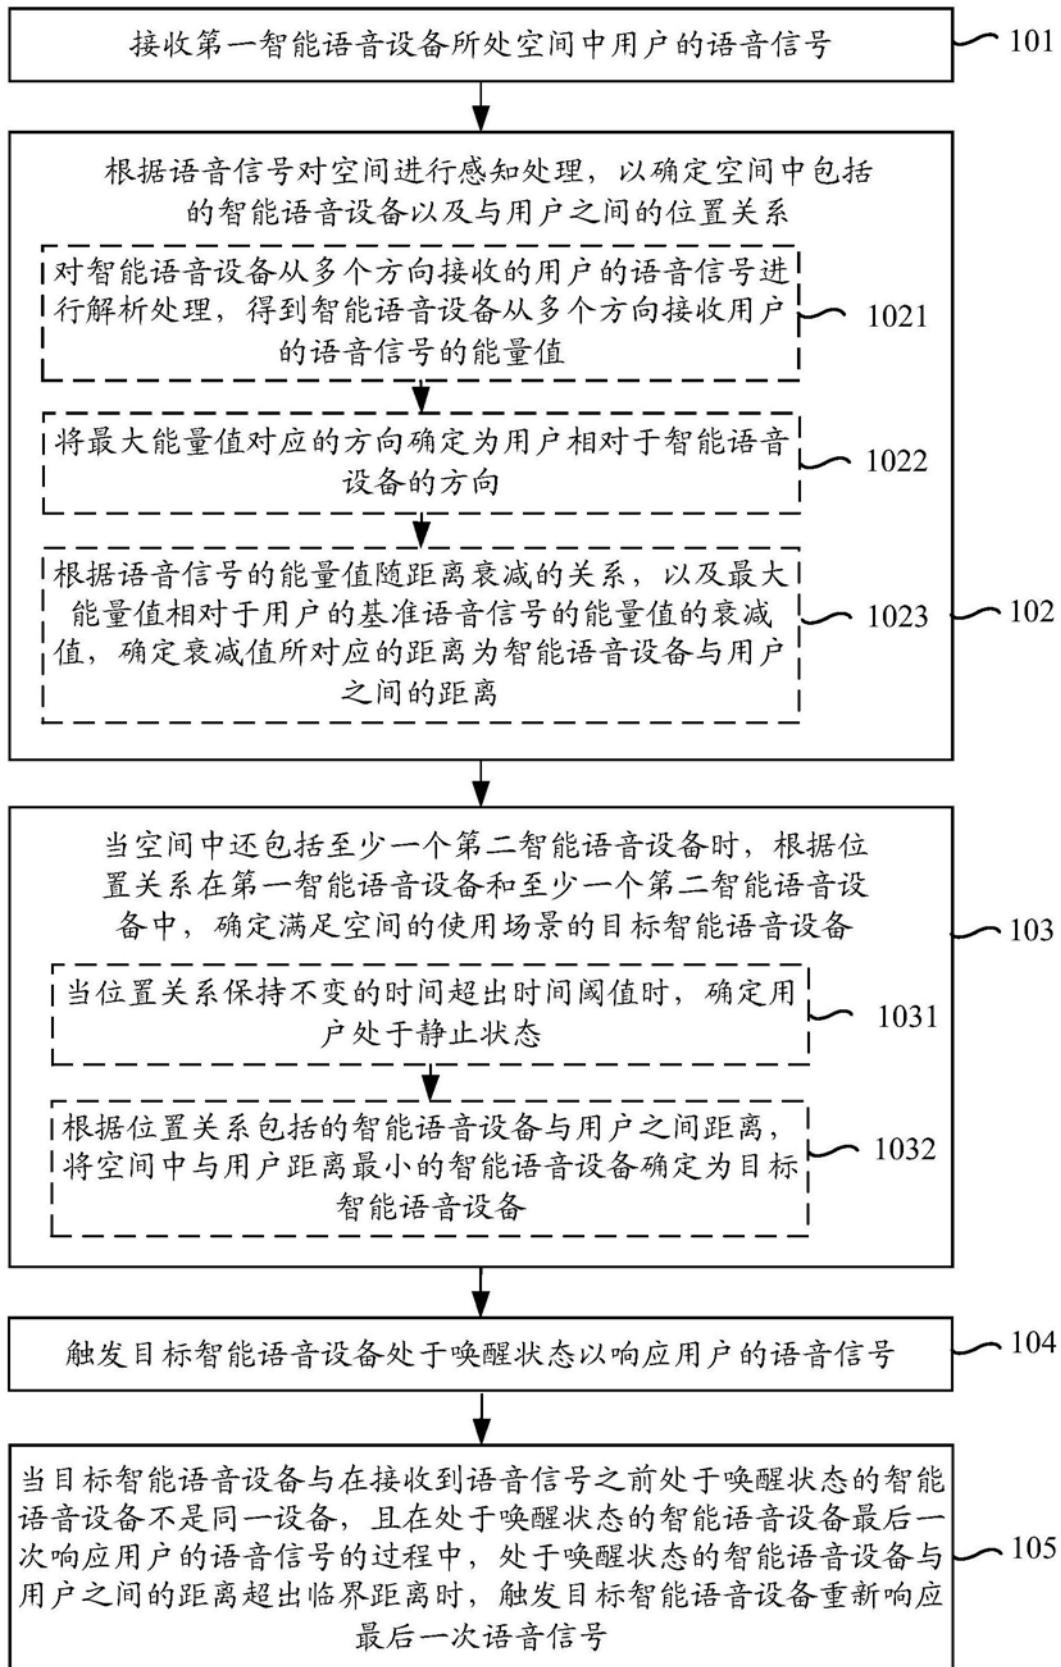 接收第一智能语音设备所处空间中用户的语音信号
101
根据语音信号对空间进行感知处理，以确定空间中包括
的智能语音设备以及与用户之间的位置关系
对智能语音设备从多个方向接收的用户的语音信号进
行解析处理，得到智能语音设备从多个方向接收用户
的语音信号的能量值
1021
将最大能量值对应的方向确定为用户相对于智能语音
设备的方向
1022
根据语音信号的能量值随距离衰减的关系，以及最大
能量值相对于用户的基准语音信号的能量值的衰减
值，确定衰减值所对应的距离为智能语音设备与用户
之间的距离
1023
102
当空间中还包括至少一个第二智能语音设备时，根据位
置关系在第一智能语音设备和至少一个第二智能语音设
备中，确定满足空间的使用场景的目标智能语音设备
103
当位置关系保持不变的时间超出时间阈值时，确定用
户处于静止状态
1031
根据位置关系包括的智能语音设备与用户之间距离，
将空间中与用户距离最小的智能语音设备确定为目标
智能语音设备
1032
触发目标智能语音设备处于唤醒状态以响应用户的语音信号
104
当目标智能语音设备与在接收到语音信号之前处于唤醒状态的智能
语音设备不是同一设备，且在处于唤醒状态的智能语音设备最后一
次响应用户的语音信号的过程中，处于唤醒状态的智能语音设备与
用户之间的距离超出临界距离时，触发目标智能语音设备重新响应
最后一次语音信号
105